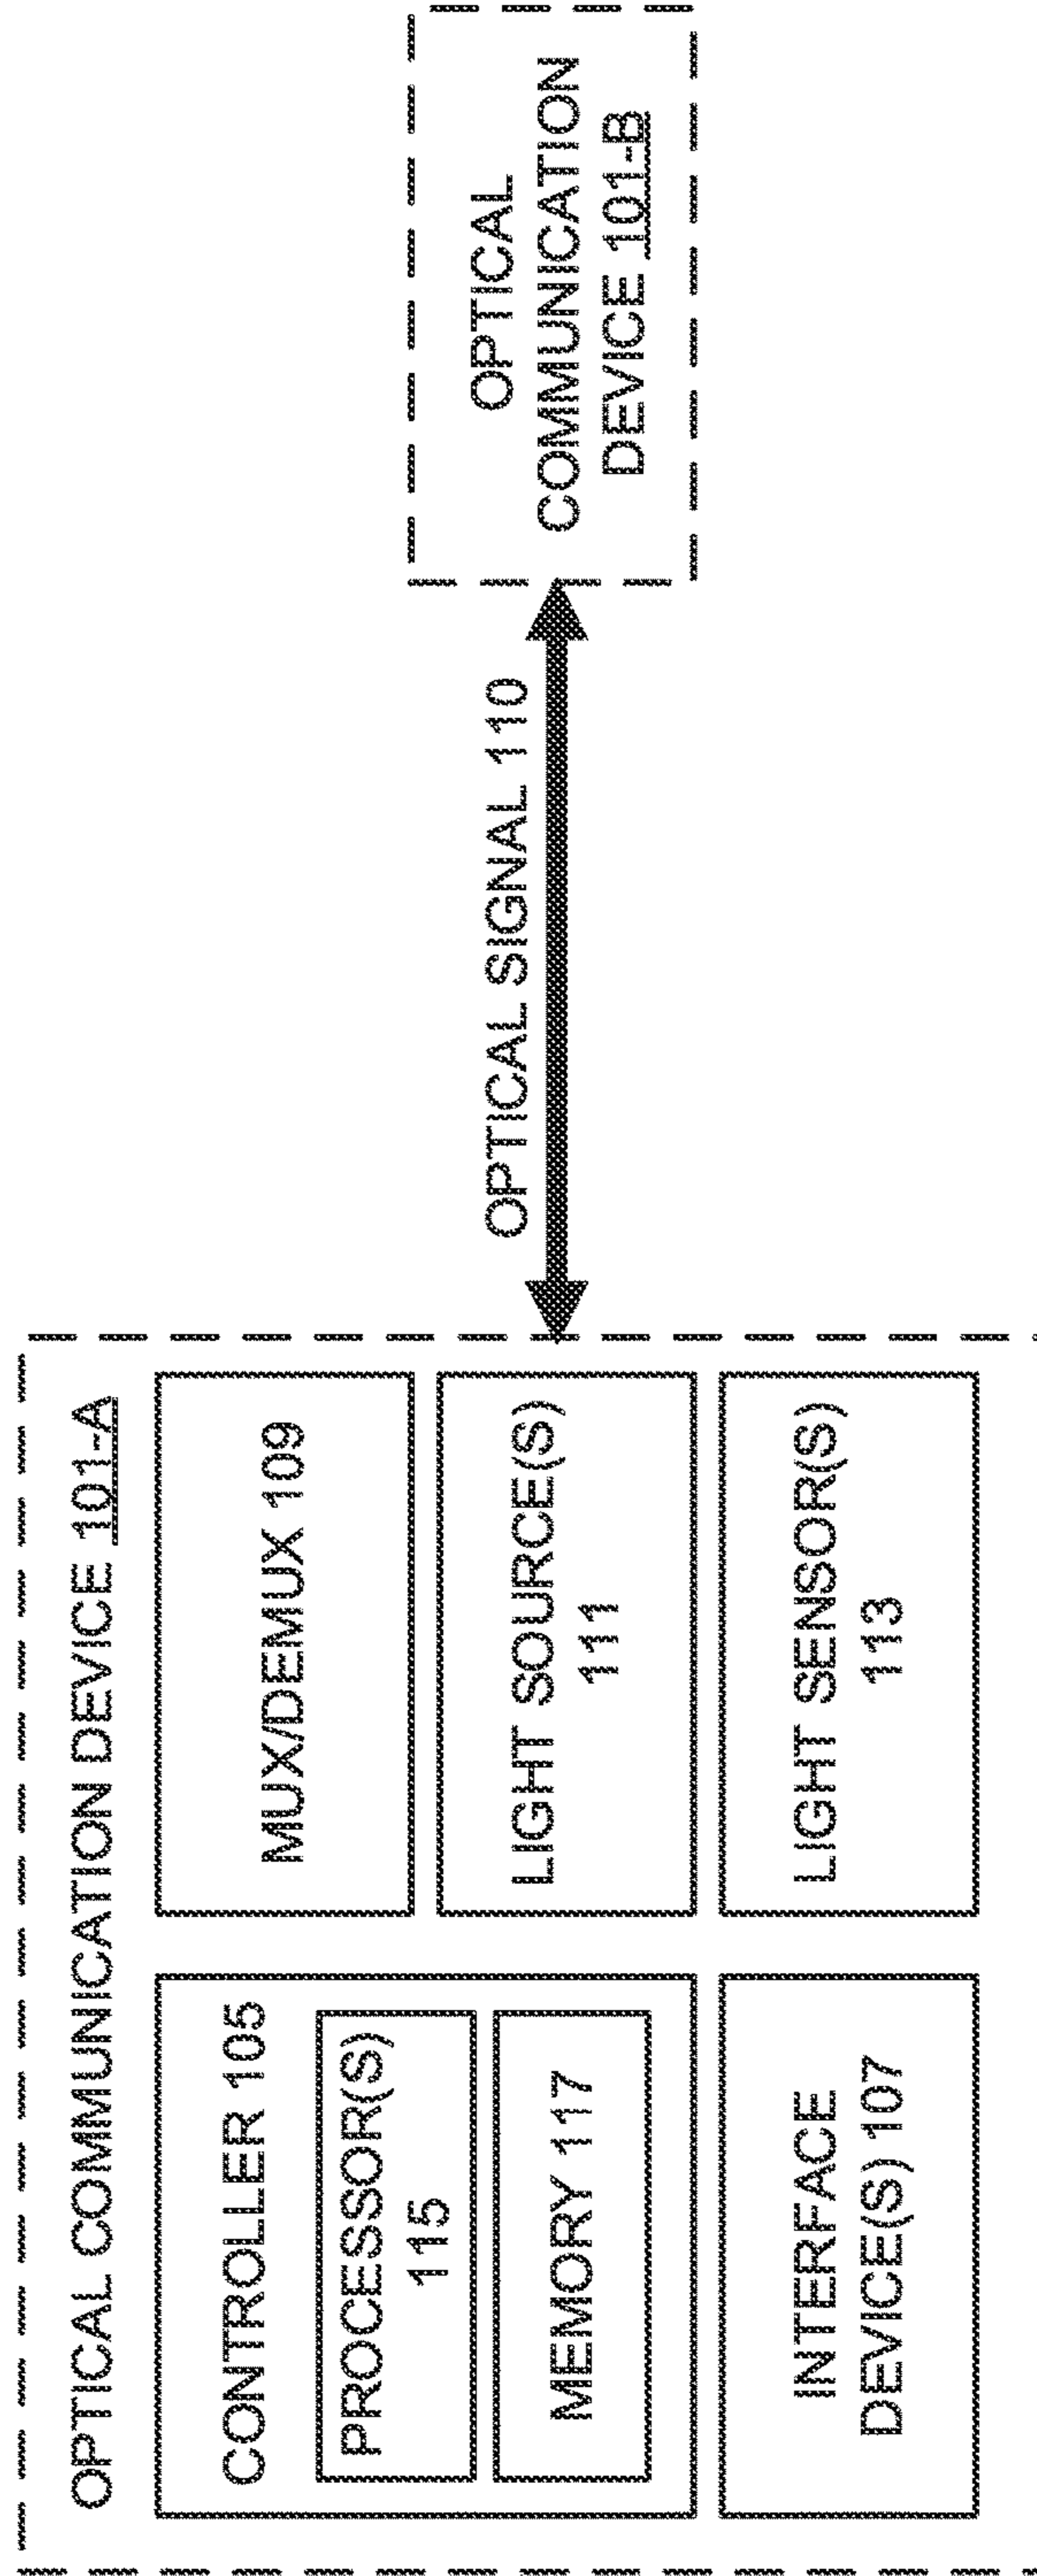 OPTICAL COMMUNICATION DEVICE 101-A
CONTROLLER 105
PROCESSOR(S)
115
MEMORY 117
INTERFACE
DEVICE(S) 107
MUX/DEMUX 109
LIGHT SOURCE(S)
111
LIGHT SENSOR(S)
113
OPTICAL SIGNAL 110
OPTICAL
COMMUNICATION
DEVICE 101-B